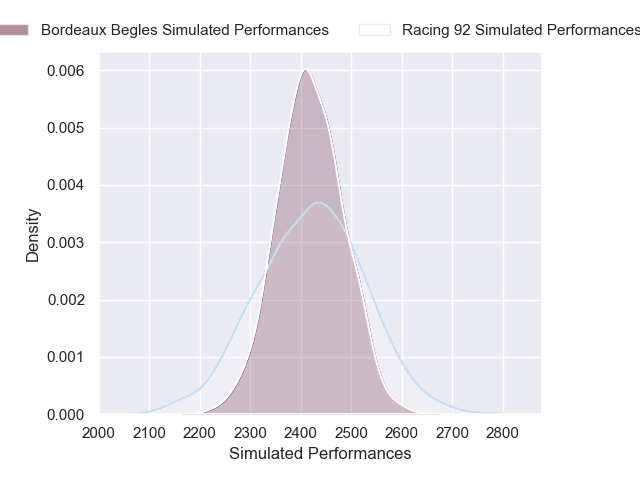 Bordeaux Begles Simulated Performances
Racing 92 Simulated Performances
0.006
0.005
0.004
0.003
0.002
0.001
0.000
Density
2000 2100 2200 2300 2400 2500 2600 2700 2800
Simulated Performances